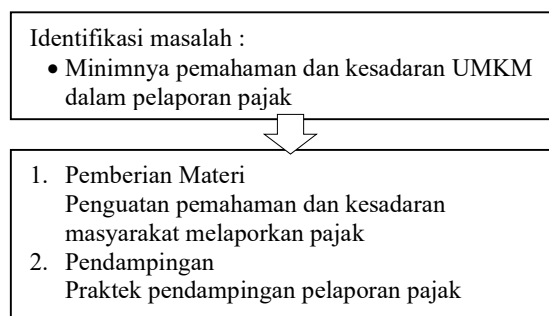 Identifikasi masalah :
• Minimnya pemahaman dan kesadaran UMKM
dalam pelaporan pajak
1. Pemberian Materi
Penguatan pemahaman dan kesadaran
masyarakat melaporkan pajak
2. Pendampingan
Praktek pendampingan pelaporan pajak